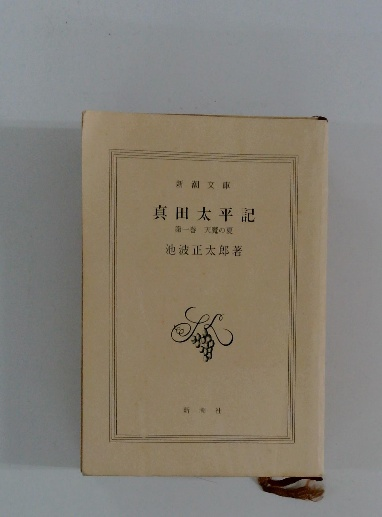 新潮文庫
真田太平記
第一巻 天魔の夏
池波正太郎著
SK
新潮社